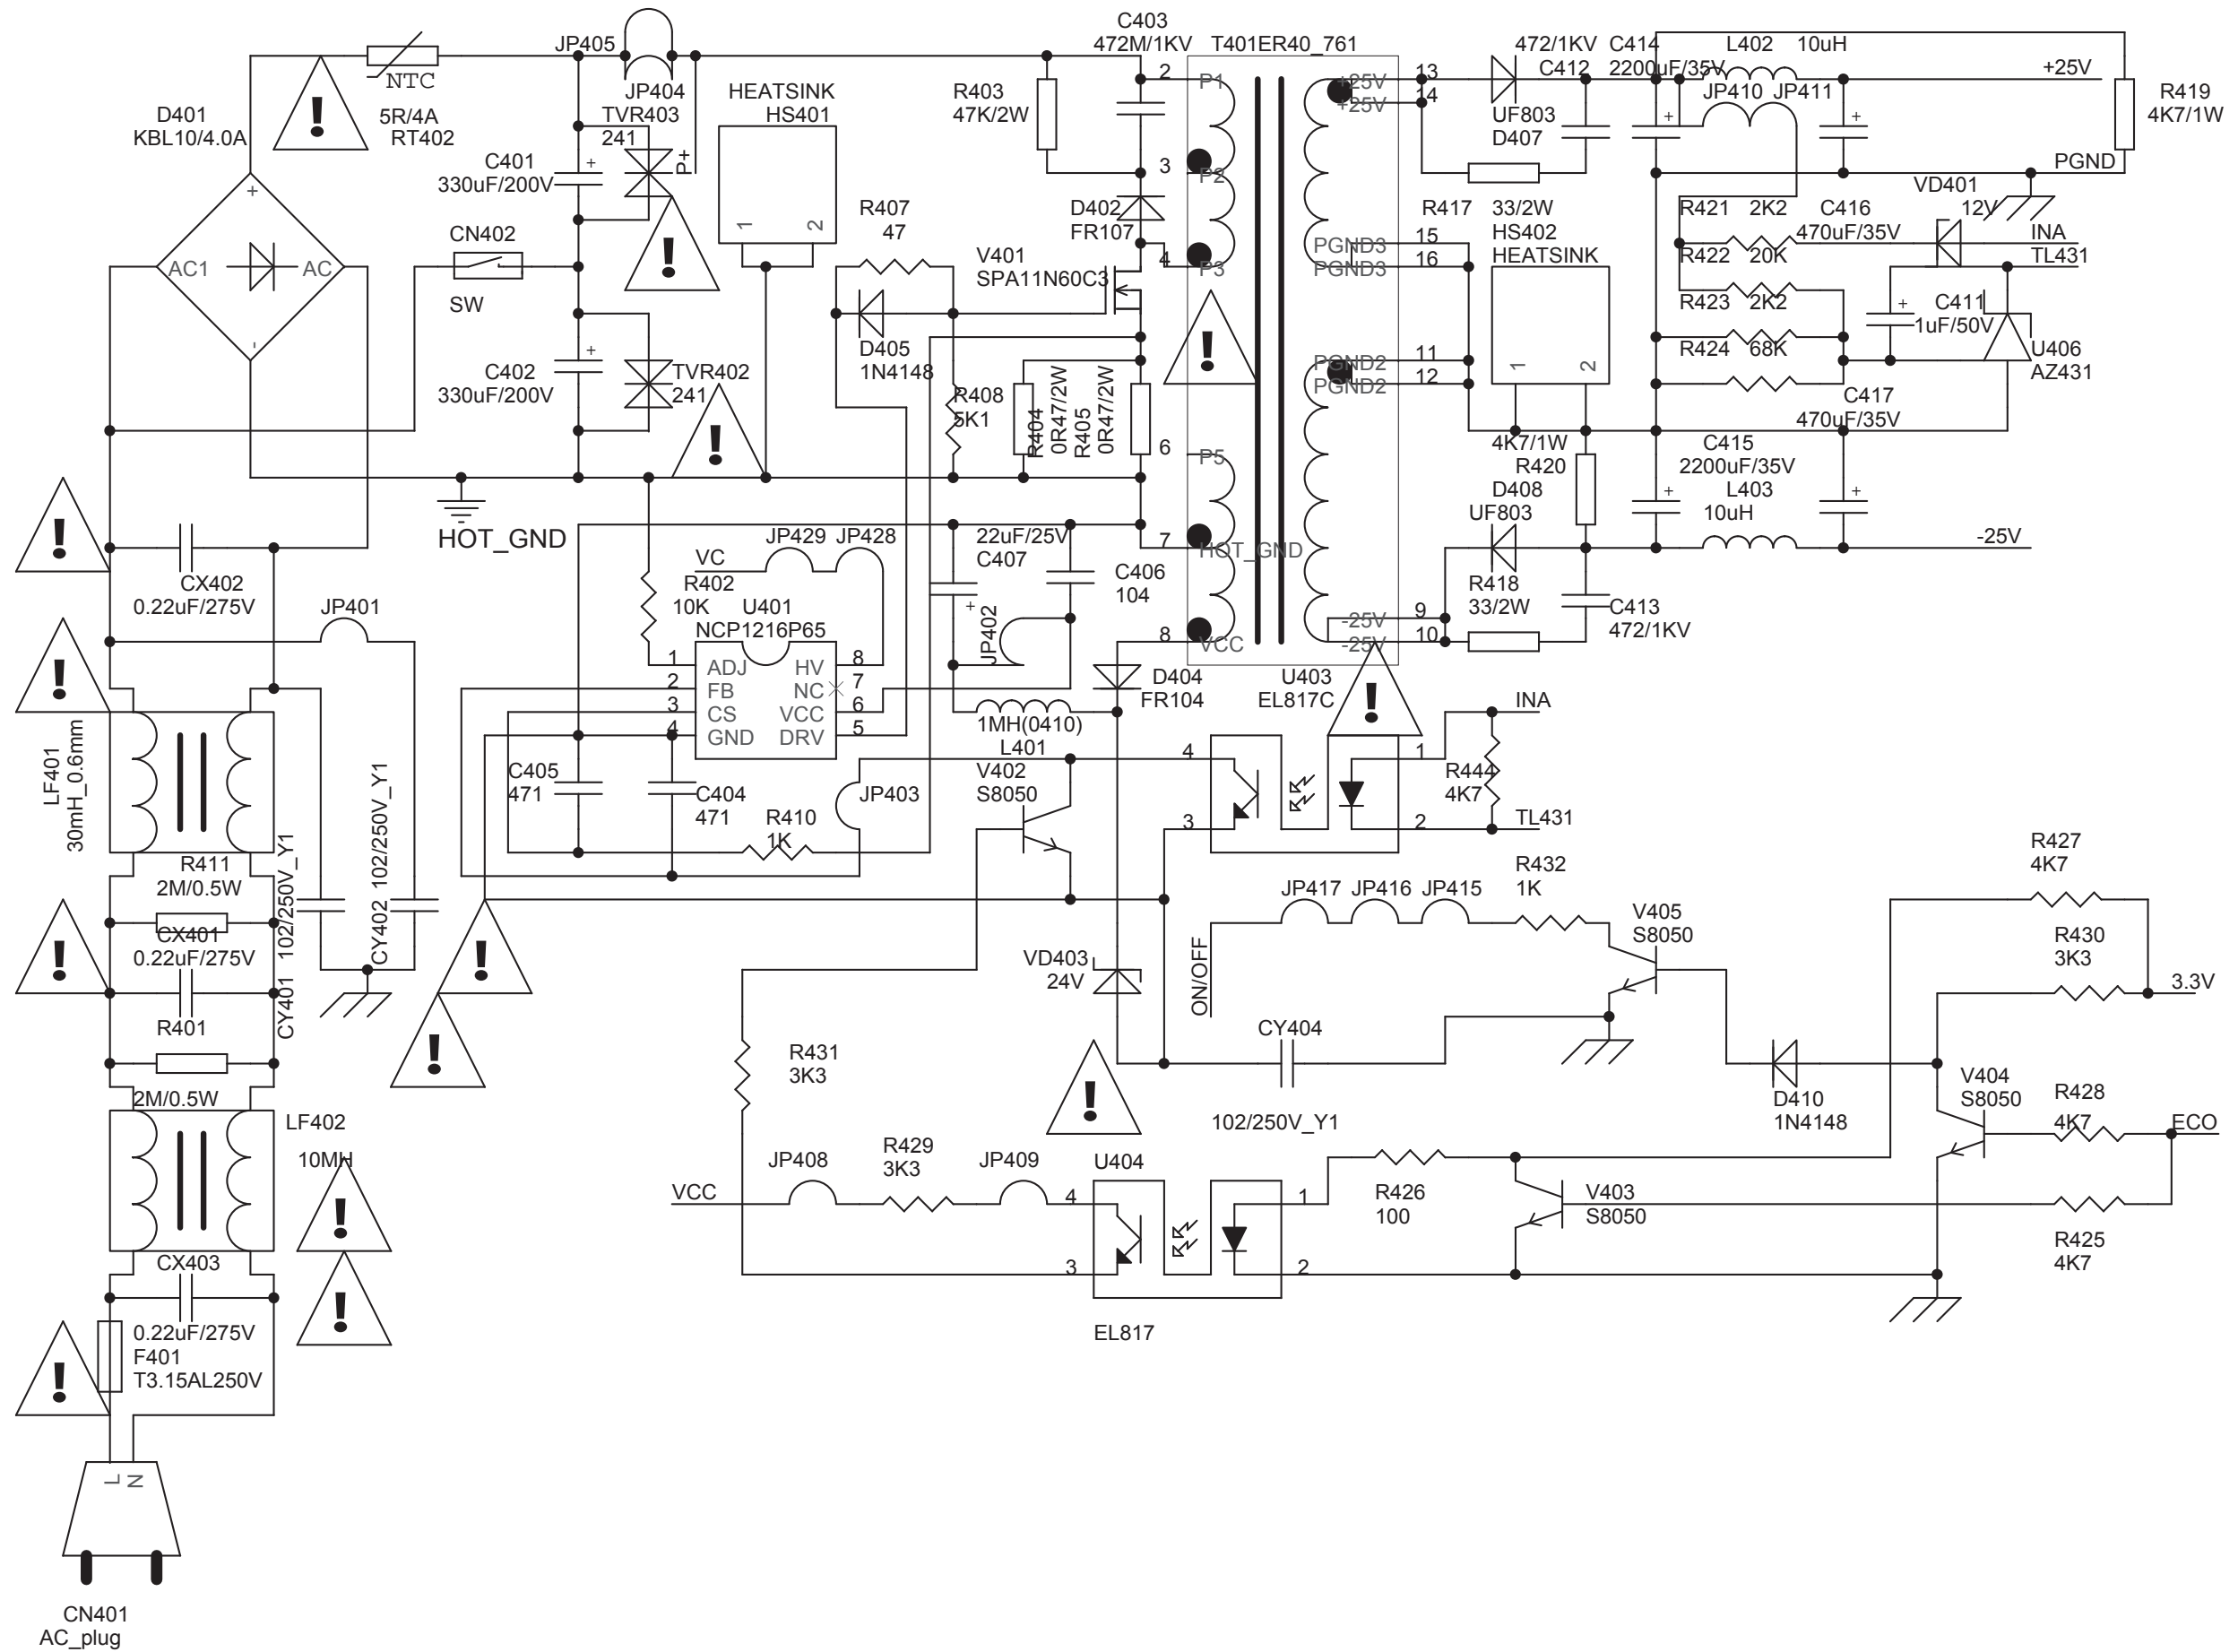 C403
472M/1KV
T401ER40_761
472/1KV
C412
C414
2200uF/35V
L402
10uH
+25V
JP405
NTC
5R/4A
RT402
JP404
TVR403
241
P+
HEATSINK
HS401
1
2
R403
47K/2W
2
P1
3
P2
4
P3
13
+25V
14
+25V
UF803
D407
JP410
JP411
R419
4K7/1W
PGND
D401
KBL10/4.0A
+
AC1
AC
-
C401
330uF/200V
+
CN402
SW
R407
47
D402
FR107
V401
SPA11N60C3
R417
33/2W
HS402
HEATSINK
1
2
15
PGND3
16
PGND3
R421
2K2
C416
470uF/35V
VD401
12V
INA
TL431
R422
20K
R423
2K2
R424
68K
+
+
+
C411
1uF/50V
U406
AZ431
C417
470uF/35V
C402
330uF/200V
+
TVR402
241
D405
1N4148
R408
5K1
R404
0R47/2W
R405
0R47/2W
11
PGND2
12
PGND2
4K7/1W
R420
D408
UF803
C415
2200uF/35V
L403
10uH
+
+
-25V
6
P5
7
HOT_GND
8
VCC
9
-25V
10
-25V
R418
33/2W
C413
472/1KV
HOT_GND
CX402
0.22uF/275V
JP401
VC
JP429
JP428
22uF/25V
C407
+
C406
104
R402
10K
U401
NCP1216P65
JP402
1
ADJ
HV
8
2
FB
NC
7
3
CS
VCC
6
4
GND
DRV
5
D404
FR104
1MH(0410)
L401
U403
EL817C
INA
TL431
4
3
1
2
R444
4K7
LF401
30mH_0.6mm
C405
471
C404
471
R410
1K
JP403
V402
S8050
R411
2M/0.5W
CX401
0.22uF/275V
R401
2M/0.5W
CY401
102/250V_Y1
CY402
102/250V_Y1
VD403
24V
ON/OFF
JP417
JP416
JP415
R432
1K
V405
S8050
R427
4K7
R430
3K3
3.3V
CY404
102/250V_Y1
D410
1N4148
V404
S8050
R428
4K7
ECO
R431
3K3
LF402
10MH
VCC
JP408
R429
3K3
JP409
U404
4
3
1
2
EL817
R426
100
V403
S8050
R425
4K7
CX403
0.22uF/275V
F401
T3.15AL250V
L
N
CN401
AC_plug